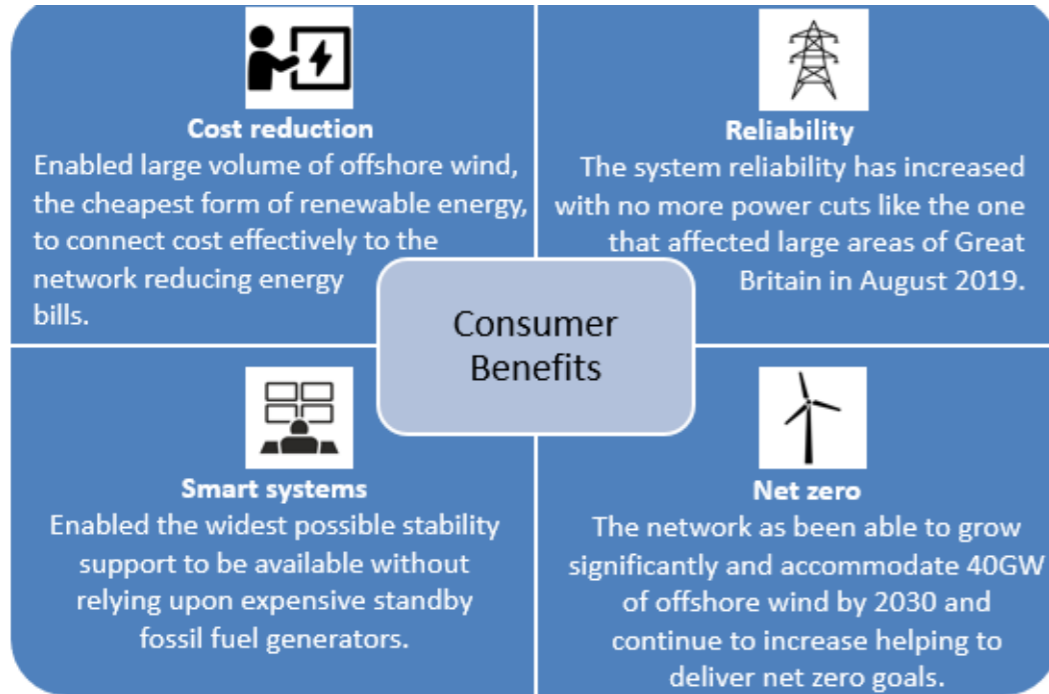 Cost reduction
Enabled large volume of offshore wind,
the cheapest form of renewable energy,
to connect cost effectively to the
network reducing energy
bills.
Reliability
The system reliability has increased
with no more power cuts like the one
that affected large areas of Great
Britain in August 2019.
Consumer
Benefits
Smart systems
Enabled the widest possible stability
support to be available without
relying upon expensive standby
fossil fuel generators.
Net zero
The network as been able to grow
significantly and accommodate 40GW
of offshore wind by 2030 and
continue to increase helping to
deliver net zero goals.